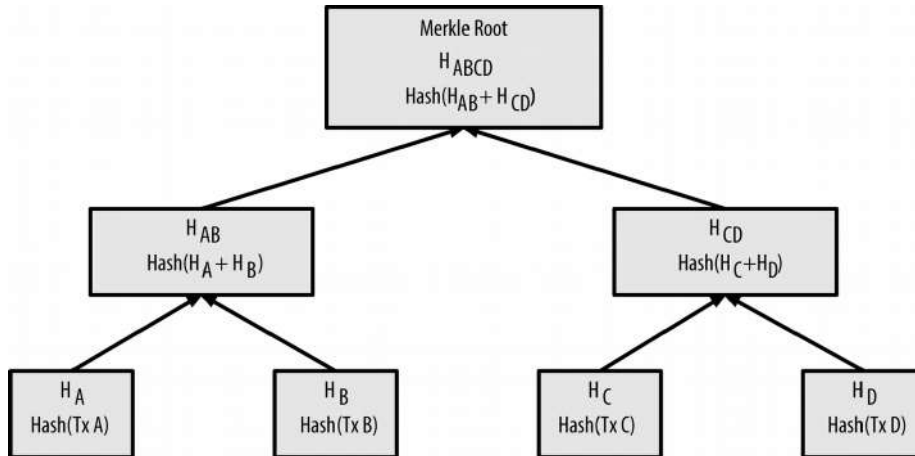 Merkle Root
H ABCD
Hash(H AB + H CD)
H AB
Hash(H A + H B)
H CD
Hash(H C+H D)
H A
Hash(Tx A)
H B
Hash(Tx B)
H C
Hash(Tx C)
H D
Hash(Tx D)